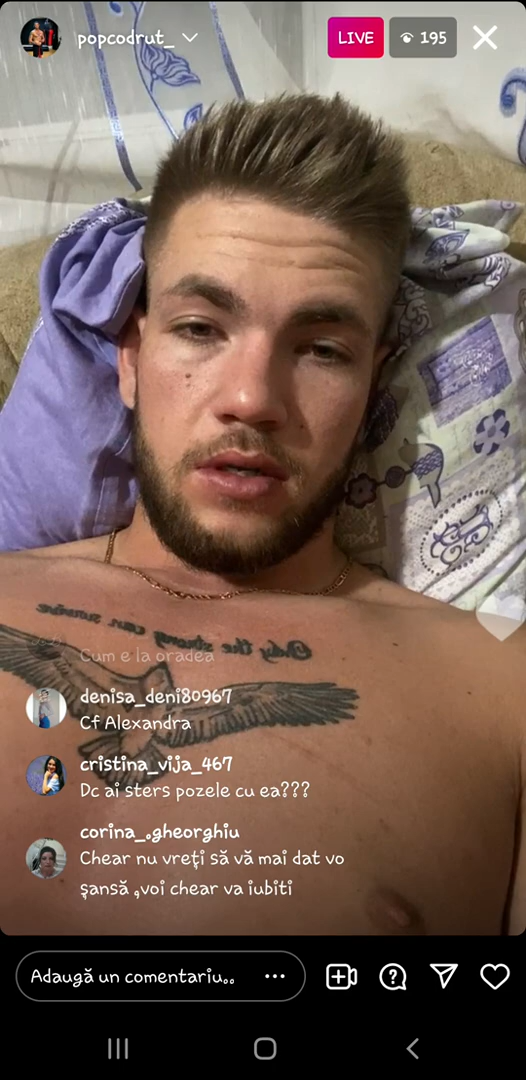 popcodrut_
LIVE
195
Only the strong can survive
Cum e la oradea
denisa_deni80967
Cf Alexandra
cristina_vija_467
Dc ai sters pozele cu ea???
corina_.gheorghiu
Chear nu vreți să vă mai dat vo
șansă ,voi chear va iubiti
Adaugă un comentariu..